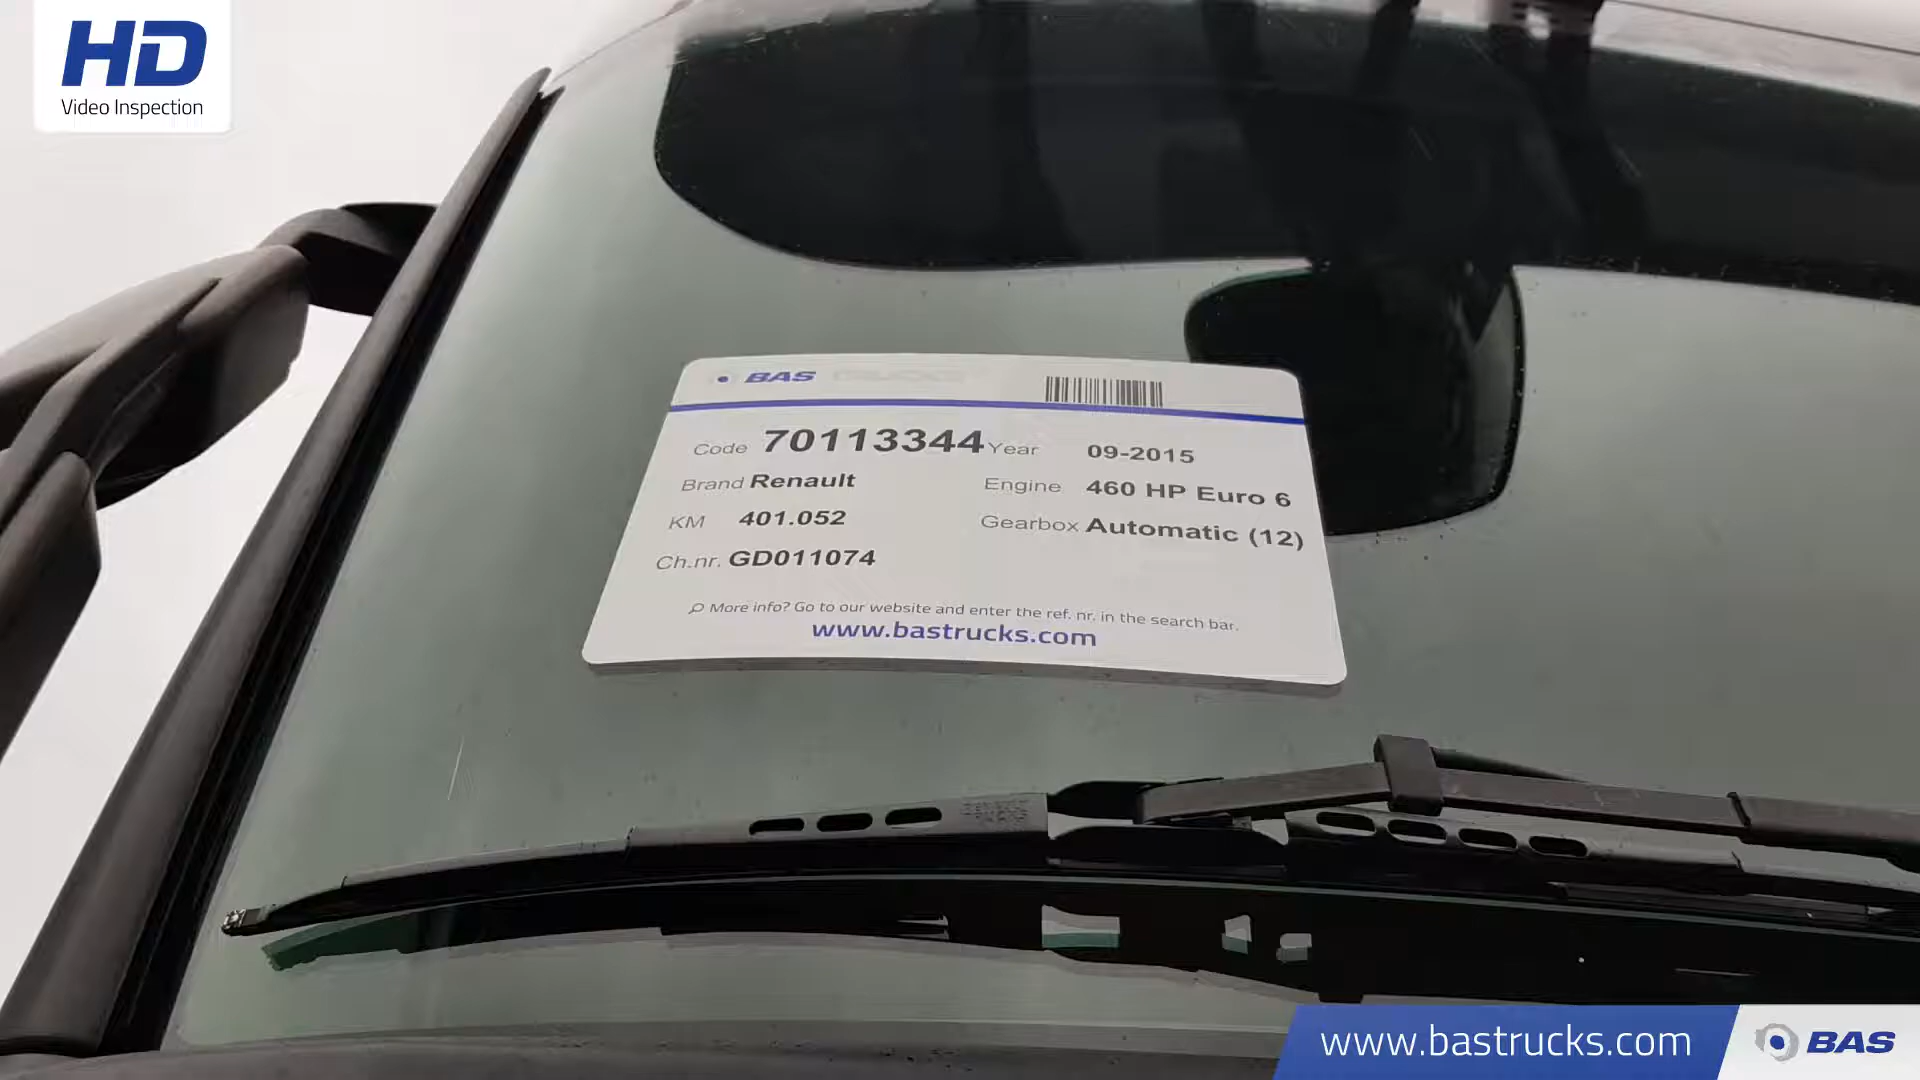 HD
Video Inspection
BAS
Code 70113344 Year 09-2015
Brand Renault Engine 460 HP Euro 6
KM 401.052 Gearbox Automatic (12)
Ch.nr. GD011074
More info? Go to our website and enter the ref. nr. in the search bar.
www.bastrucks.com
www.bastrucks.com
BAS